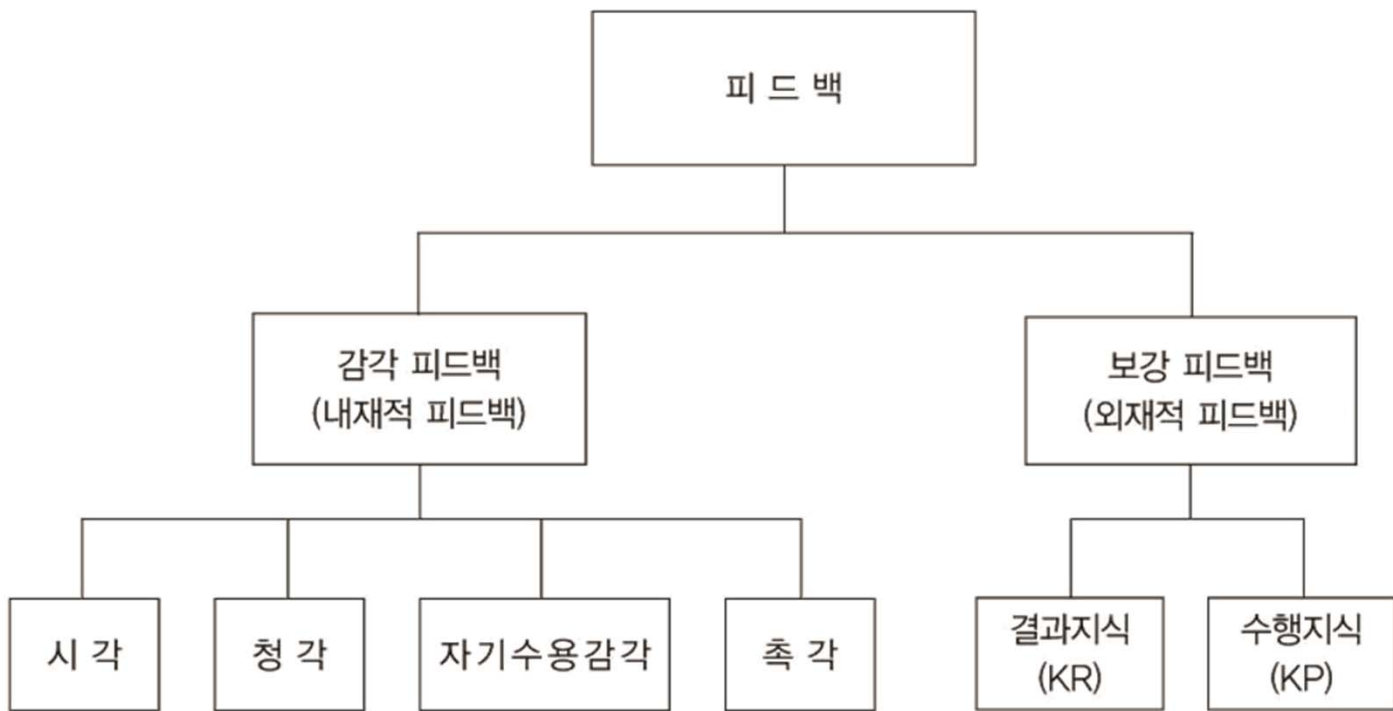 피드백
감각 피드백
(내재적 피드백)
보강 피드백
(외재적 피드백)
시각
청각
자기수용감각
촉각
결과지식
(KR)
수행지식
(KP)